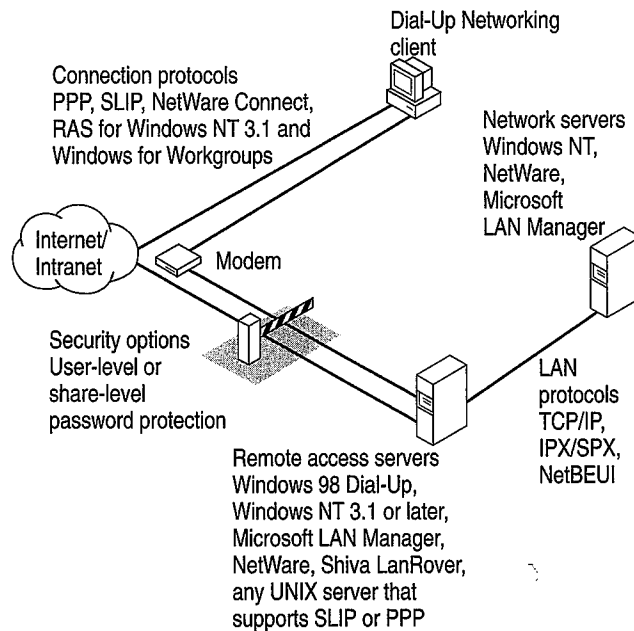 Dial-Up Networking
client
Connection protocols
PPP, SLIP, NetWare Connect,
RAS for Windows NT 3.1 and
Windows for Workgroups
Network servers
Windows NT,
NetWare,
Microsoft
LAN Manager
Internet/
Intranet
Modem
Security options
User-level or
share-level
password protection
LAN
protocols
TCP/IP,
IPX/SPX,
NetBEUI
Remote access servers
Windows 98 Dial-Up,
Windows NT 3.1 or later,
Microsoft LAN Manager,
NetWare, Shiva LanRover,
any UNIX server that
supports SLIP or PPP